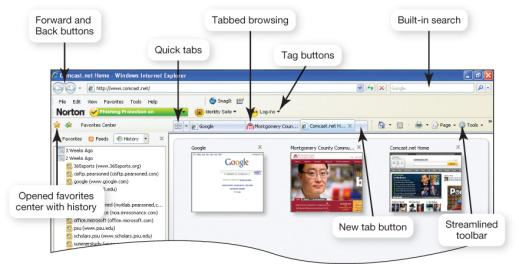 Forward and
Back buttons
Tabbed browsing
Built-in search
Quick tabs
Tag buttons
Comcast.net Home - Windows Internet Explorer
http://www.comcast.net/
Google
File Edit View Favorites Tools Help
SnagIt
Norton
Phishing Protection on
Identity Safe
Log-ins
Favorites Center
Google
Montgomery Coun...
Comcast.net H...
Page
Tools
Favorites Feeds History
3 Weeks Ago
2 Weeks Ago
365sports (www.365sports.org)
coftp.pearsoned (coftp.pearsoned.com)
google (www.google.com)
Google
Montgomery County Commu...
Comcast.net Home
Google
Opened favorites
center with history
office.microsoft (office.microsoft.com)
psu (www.psu.edu)
scholars.psu (scholars.psu.edu)
New tab button
Streamlined
toolbar